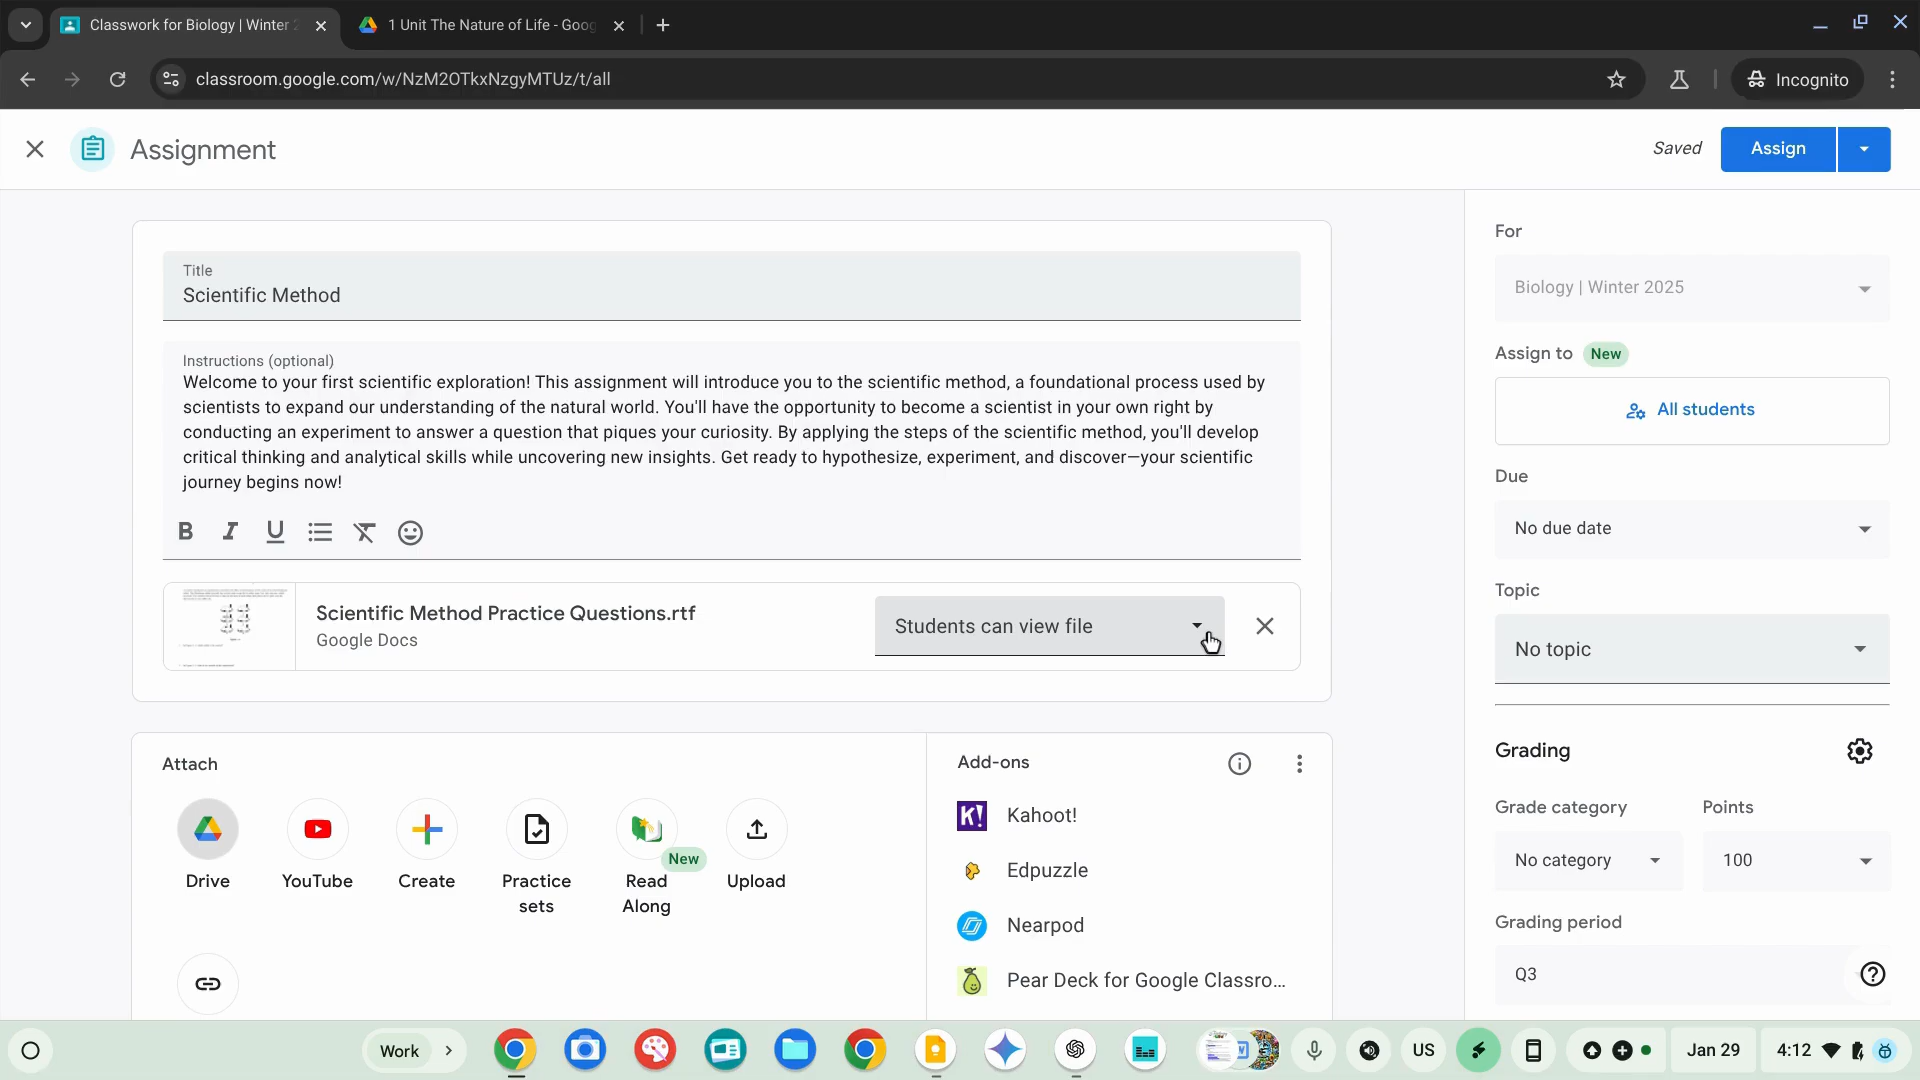 Classwork for Biology | Winter 2
1 Unit The Nature of Life - Goog
classroom.google.com/w/NzM2OTkxNzgyMTUz/t/all
Incognito
Assignment
Saved
Assign
Title
Scientific Method
Instructions (optional)
Welcome to your first scientific exploration! This assignment will introduce you to the scientific method, a foundational process used by
scientists to expand our understanding of the natural world. You'll have the opportunity to become a scientist in your own right by
conducting an experiment to answer a question that piques your curiosity. By applying the steps of the scientific method, you'll develop
critical thinking and analytical skills while uncovering new insights. Get ready to hypothesize, experiment, and discover—your scientific
journey begins now!
B I U
Scientific Method Practice Questions.rtf
Google Docs
Students can view file
Attach
Drive
YouTube
Create
Practice
sets
New
Read
Along
Upload
Add-ons
K!
Kahoot!
Edpuzzle
Nearpod
Pear Deck for Google Classro...
For
Biology | Winter 2025
Assign to
New
All students
Due
No due date
Topic
No topic
Grading
Grade category
Points
No category
100
Grading period
Q3
Work
US
Jan 29
4:12